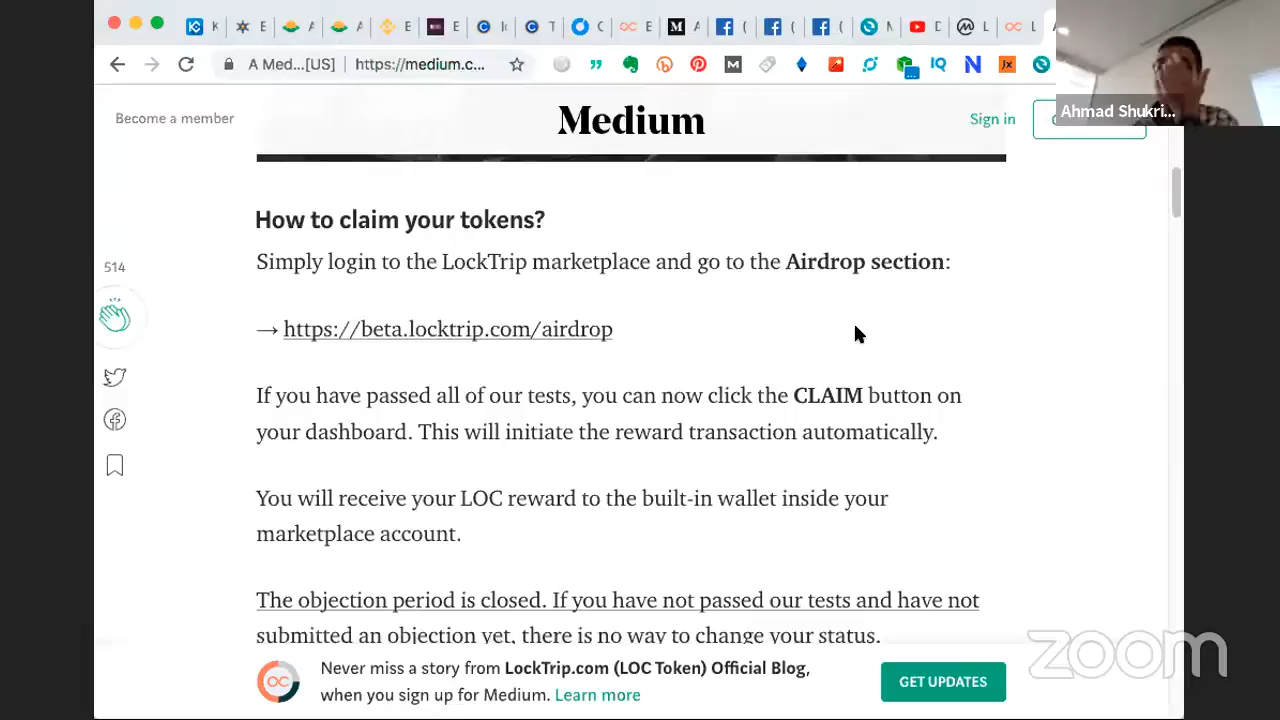 A Med...[US]
https://medium.c...
IQ
Ahmad Shukri...
Become a member
Medium
Sign in
How to claim your tokens?
Simply login to the LockTrip marketplace and go to the Airdrop section:
514
→ https://beta.locktrip.com/airdrop
If you have passed all of our tests, you can now click the CLAIM button on
your dashboard. This will initiate the reward transaction automatically.
You will receive your LOC reward to the built-in wallet inside your
marketplace account.
The objection period is closed. If you have not passed our tests and have not
submitted an objection yet, there is no way to change your status.
Never miss a story from LockTrip.com (LOC Token) Official Blog,
when you sign up for Medium. Learn more
GET UPDATES
zoom